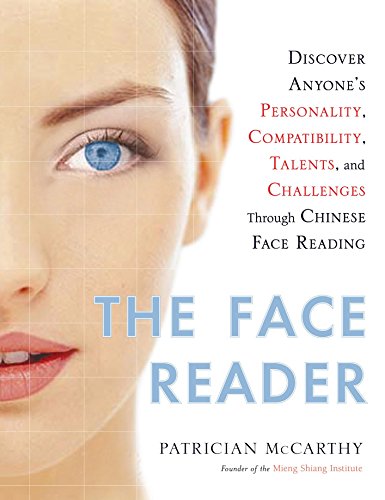 DISCOVER
ANYONE'S
PERSONALITY,
COMPATIBILITY,
TALENTS, AND
CHALLENGES
THROUGH CHINESE
FACE READING
THE FACE
READER
PATRICIAN MCCARTHY
Founder of the Mieng Shiang Institute